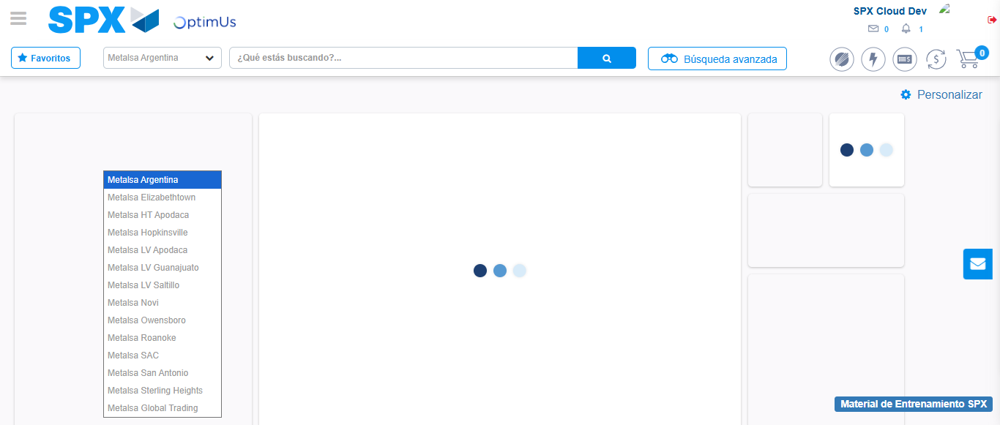 SPX OptimUs
SPX Cloud Dev
0 1
Favoritos
Metalsa Argentina
¿Qué estás buscando?...
Búsqueda avanzada
0
Personalizar
Metalsa Argentina
Metalsa Elizabethtown
Metalsa HT Apodaca
Metalsa Hopkinsville
Metalsa LV Apodaca
Metalsa LV Guanajuato
Metalsa LV Saltillo
Metalsa Novi
Metalsa Owensboro
Metalsa Roanoke
Metalsa SAC
Metalsa San Antonio
Metalsa Sterling Heights
Metalsa Global Trading
Material de Entrenamiento SPX